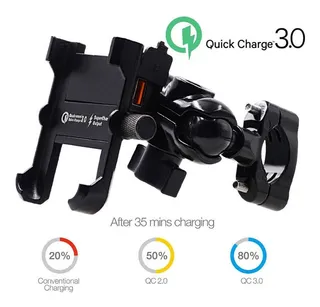 Quick Charge 3.0
After 35 mins charging
20%
50%
80%
Conventional
Charging
QC 2.0
QC 3.0